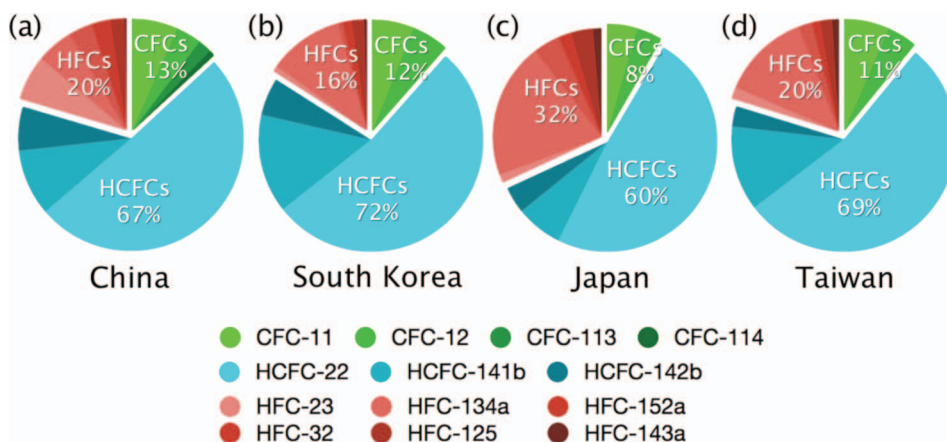 (a) (b) (c) (d)
HFCs
20%
CFCs
13%
HCFCs
67%
HFCs
16%
CFCs
12%
HCFCs
72%
HFCs
32%
CFCs
8%
HCFCs
60%
HFCs
20%
CFCs
11%
HCFCs
69%
China South Korea Japan Taiwan
CFC-11 CFC-12 CFC-113 CFC-114
HCFC-22 HCFC-141b HCFC-142b
HFC-23 HFC-134a HFC-152a
HFC-32 HFC-125 HFC-143a